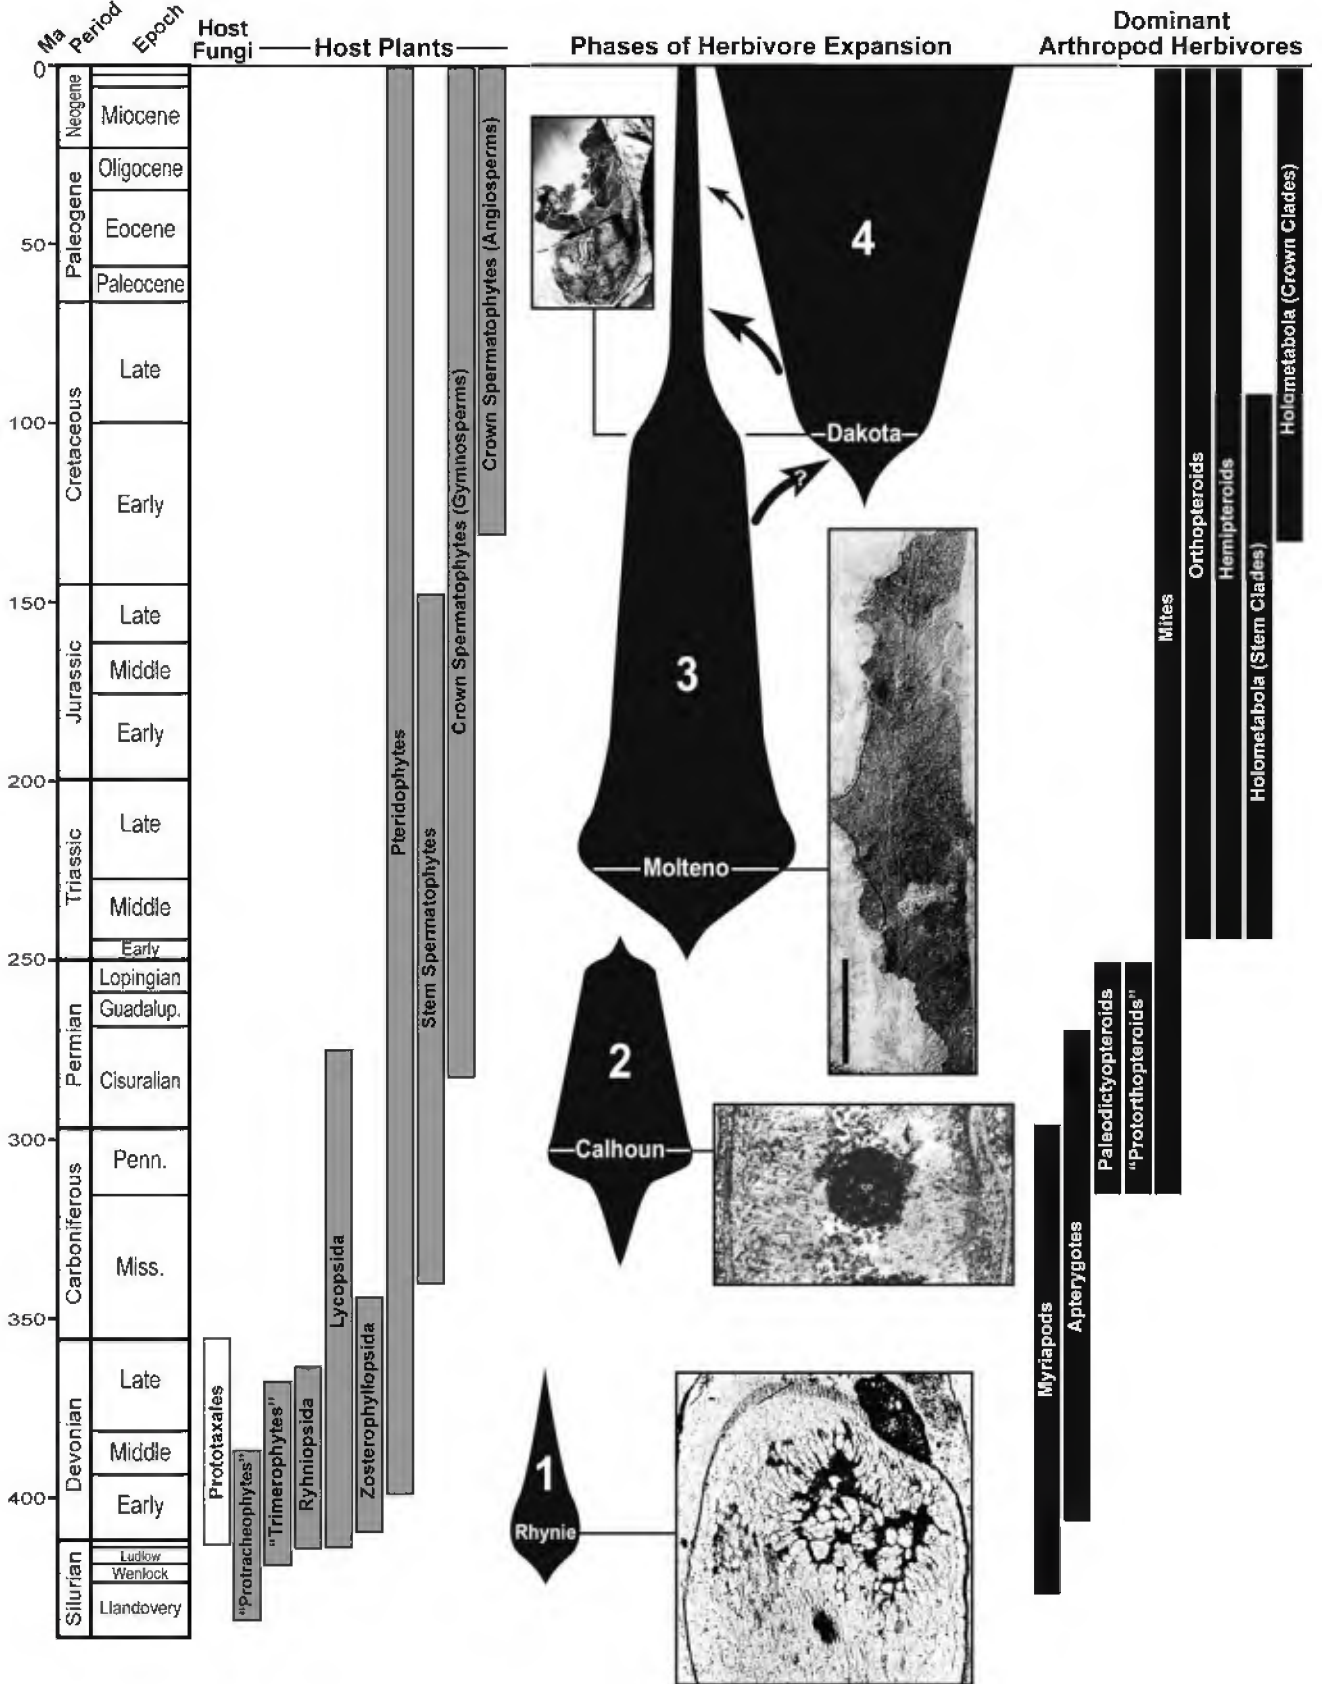 Ma Period Epoch
Host Fungi
Host Plants
Phases of Herbivore Expansion
Dominant
Arthropod Herbivores
0
50
100
150
200
250
300
350
400
Neogene
Paleogene
Cretaceous
Jurassic
Triassic
Permian
Carboniferous
Devonian
Silurian
Miocene
Oligocene
Eocene
Paleocene
Late
Early
Late
Middle
Early
Late
Middle
Early
Lopingian
Guadalup.
Cisuralian
Penn.
Miss.
Late
Middle
Early
Ludlow
Wenlock
Llandovery
Prototaxales
"Protracheophytes"
"Trimerophytes"
Ryhniopsida
Lycopsida
Zosterophyllopsida
Pteridophytes
Stem Spermatophytes
Crown Spermatophytes (Gymnosperms)
Crown Spermatophytes (Angiosperms)
4
Dakota
?
3
Molteno
2
Calhoun
1
Rhynie
Myriapods
Apterygotes
Paleodictyopteroids
"Protorthopteroids"
Mites
Orthopteroids
Hemipteroids
Holometabola (Stem Clades)
Holometabola (Crown Clades)